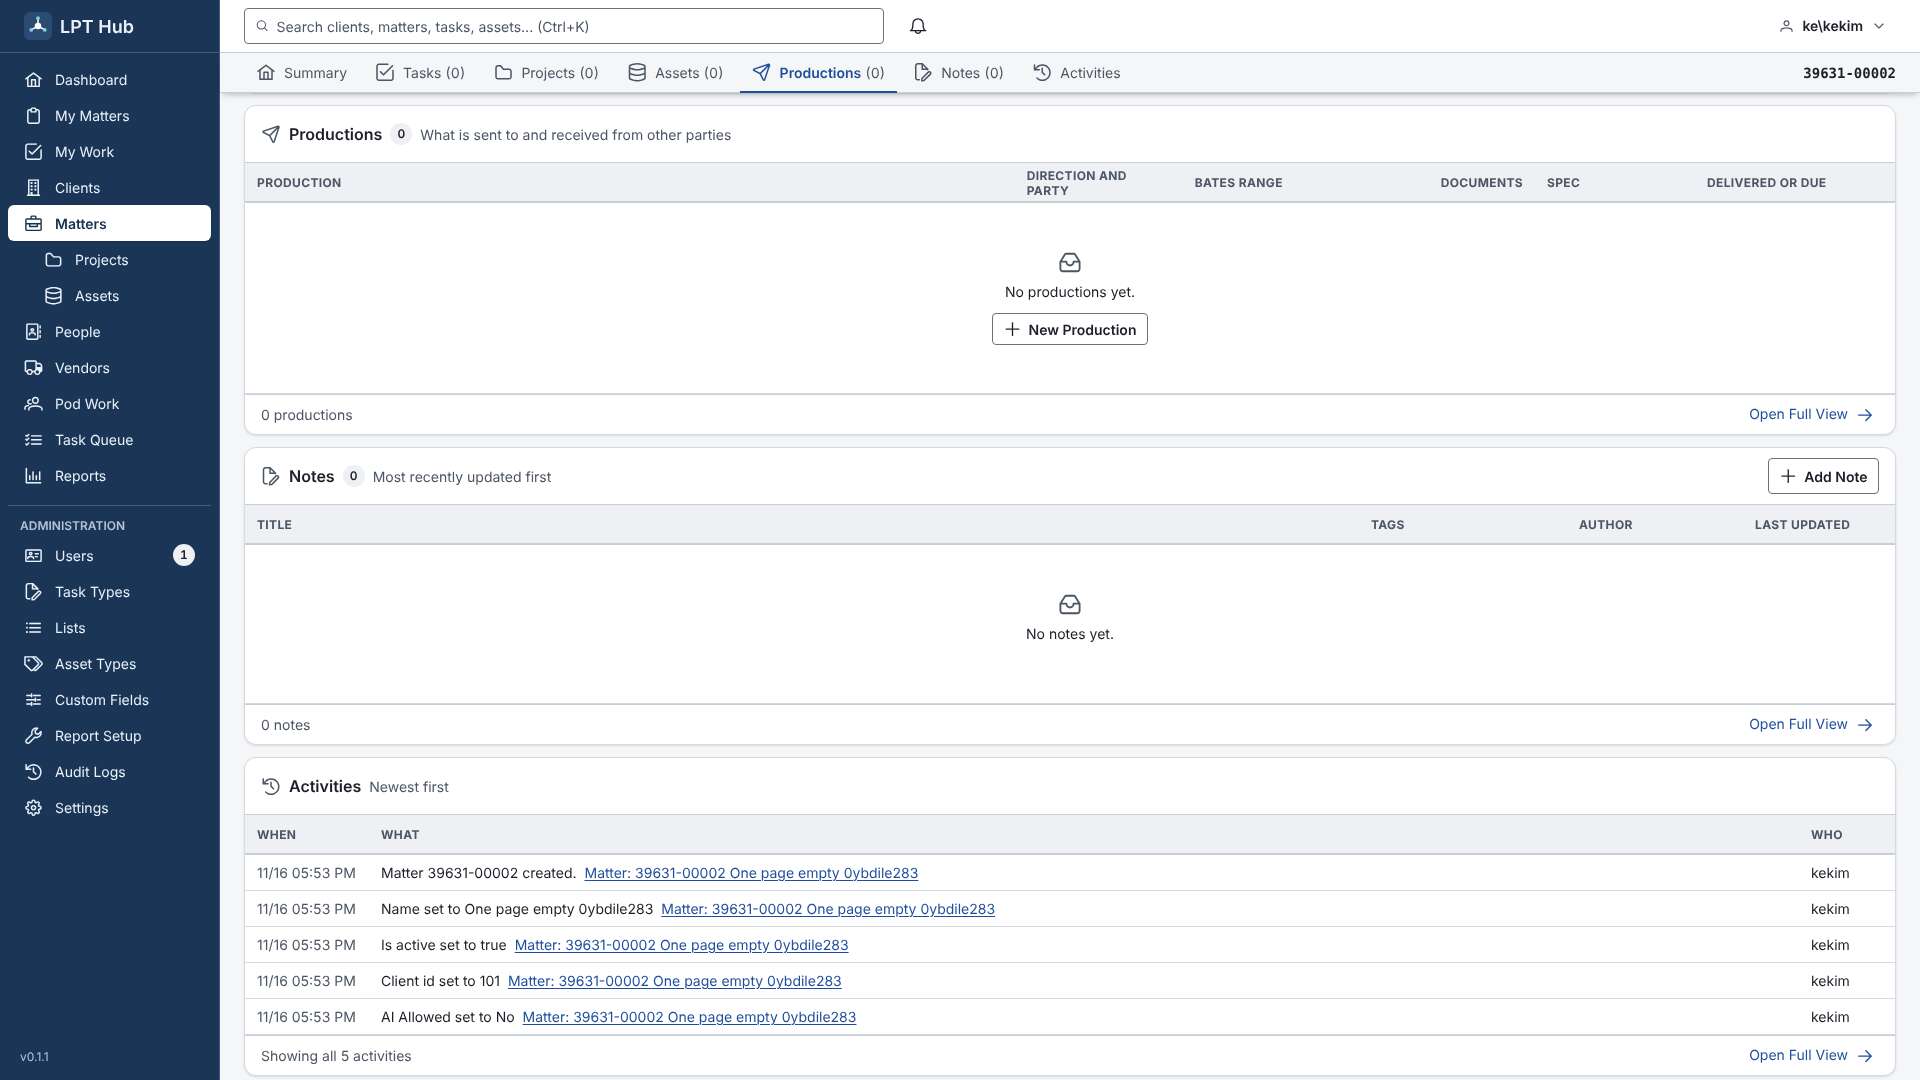 LPT Hub
Search clients, matters, tasks, assets... (Ctrl+K)
ke\kekim
Dashboard
My Matters
My Work
Clients
Matters
Projects
Assets
People
Vendors
Pod Work
Task Queue
Reports
ADMINISTRATION
Users 1
Task Types
Lists
Asset Types
Custom Fields
Report Setup
Audit Logs
Settings
v0.1.1
Summary Tasks (0) Projects (0) Assets (0) Productions (0) Notes (0) Activities 39631-00002
Productions 0 What is sent to and received from other parties
PRODUCTION DIRECTION AND PARTY BATES RANGE DOCUMENTS SPEC DELIVERED OR DUE
No productions yet.
New Production
0 productions Open Full View
Notes 0 Most recently updated first Add Note
TITLE TAGS AUTHOR LAST UPDATED
No notes yet.
0 notes Open Full View
Activities Newest first
WHEN WHAT WHO
11/16 05:53 PM Matter 39631-00002 created. Matter: 39631-00002 One page empty 0ybdile283 kekim
11/16 05:53 PM Name set to One page empty 0ybdile283 Matter: 39631-00002 One page empty 0ybdile283 kekim
11/16 05:53 PM Is active set to true Matter: 39631-00002 One page empty 0ybdile283 kekim
11/16 05:53 PM Client id set to 101 Matter: 39631-00002 One page empty 0ybdile283 kekim
11/16 05:53 PM AI Allowed set to No Matter: 39631-00002 One page empty 0ybdile283 kekim
Showing all 5 activities Open Full View